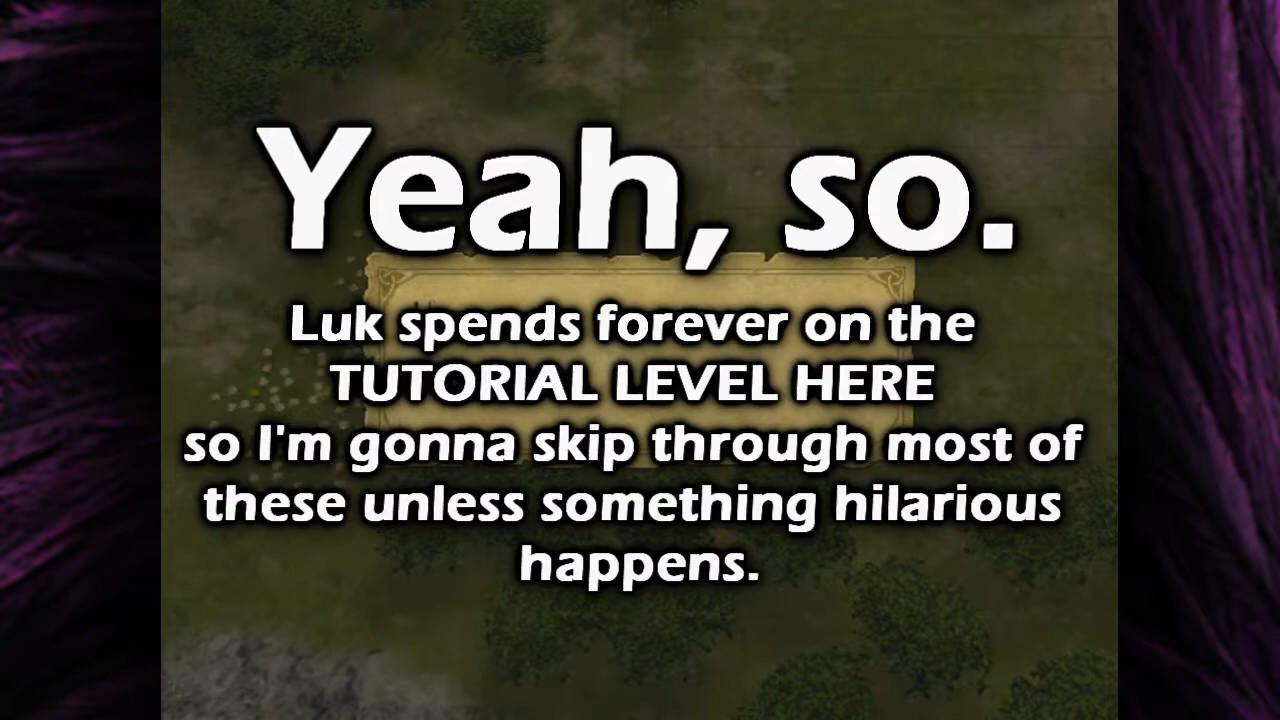 Yeah, so.
Luk spends forever on the
TUTORIAL LEVEL HERE
so I'm gonna skip through most of
these unless something hilarious
happens.